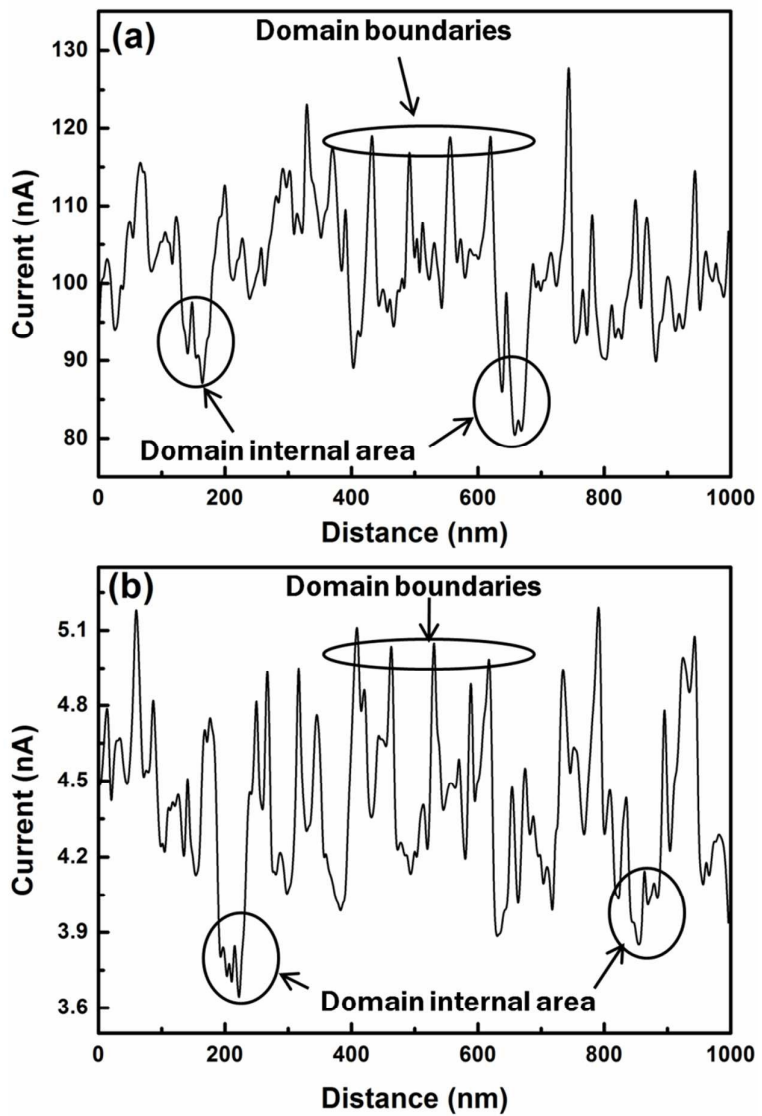 (a)
Domain boundaries
130
120
110
100
90
80
Current (nA)
Domain internal area
0 200 400 600 800 1000
Distance (nm)
(b)
Domain boundaries
5.1
4.8
4.5
4.2
3.9
3.6
Current (nA)
Domain internal area
0 200 400 600 800 1000
Distance (nm)